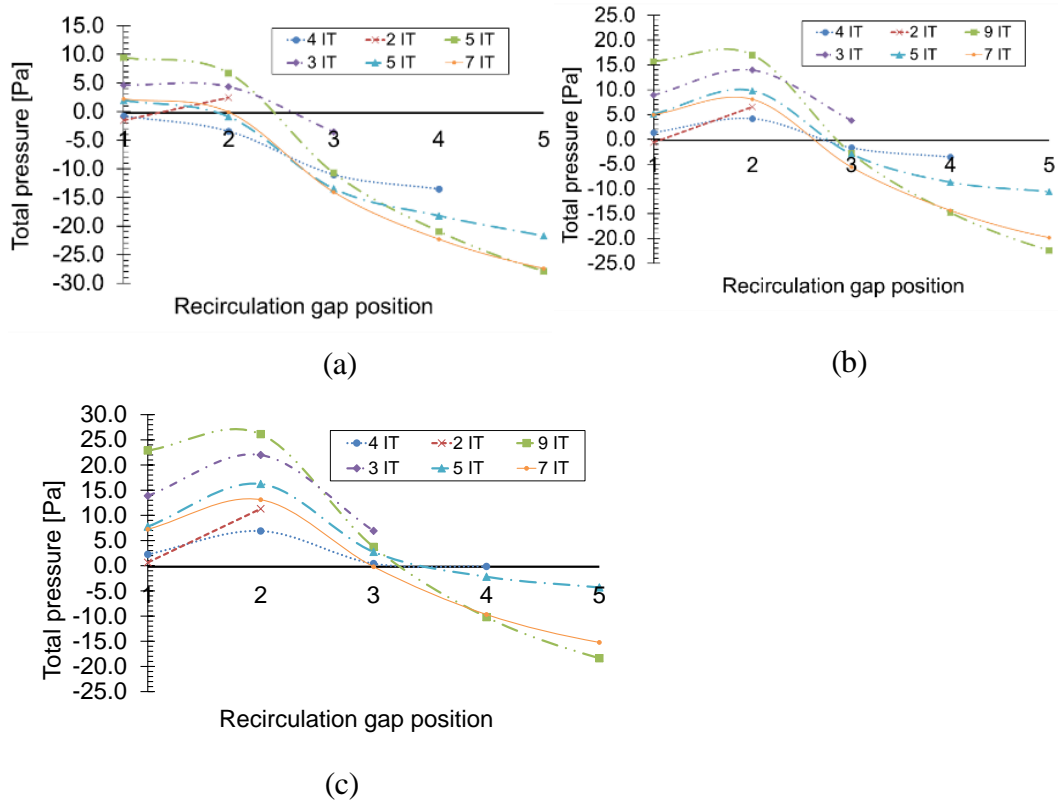 15.0
10.0
5.0
0.0
-5.0
-10.0
-15.0
-20.0
-25.0
-30.0
Total pressure [Pa]
4 IT 2 IT 5 IT
3 IT 5 IT 7 IT
1 2 3 4 5
Recirculation gap position
(a)
25.0
20.0
15.0
10.0
5.0
0.0
-5.0
-10.0
-15.0
-20.0
-25.0
Total pressure [Pa]
4 IT 2 IT 9 IT
3 IT 5 IT 7 IT
1 2 3 4 5
Recirculation gap position
(b)
30.0
25.0
20.0
15.0
10.0
5.0
0.0
-5.0
-10.0
-15.0
-20.0
-25.0
Total pressure [Pa]
4 IT 2 IT 9 IT
3 IT 5 IT 7 IT
1 2 3 4 5
Recirculation gap position
(c)